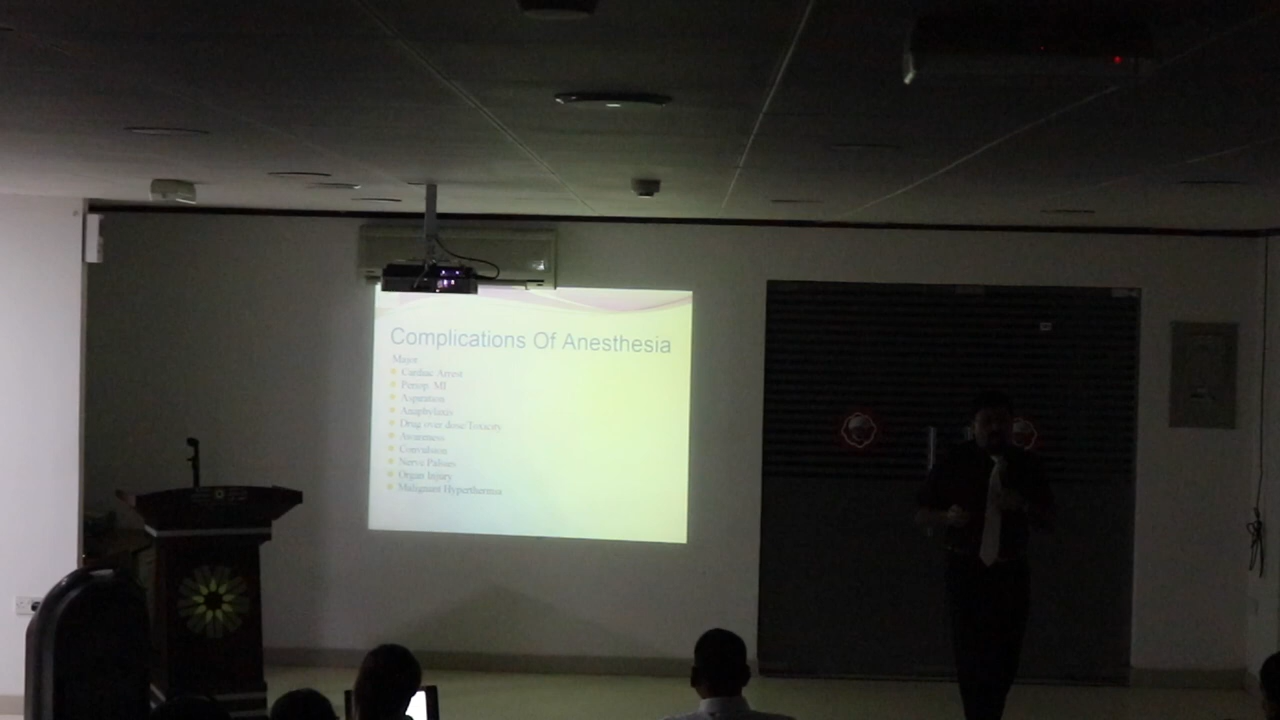 Complications Of Anesthesia
Major
Cardiac Arrest
Periop. MI
Aspiration
Anaphylaxis
Drug over dose/Toxicity
Awareness
Convulsion
Nerve Palsies
Organ Injury
Malignant Hyperthermia